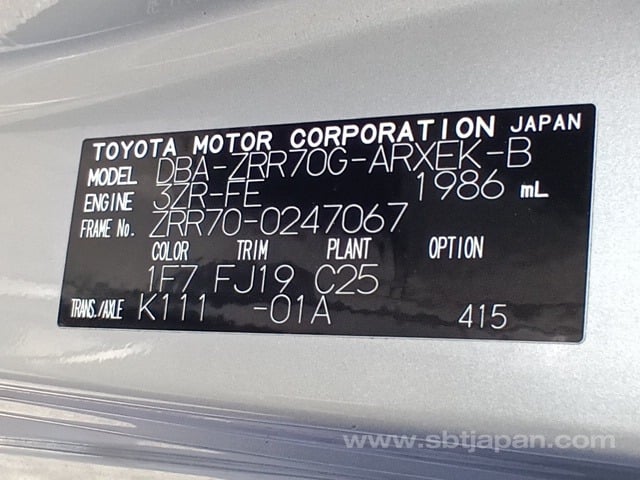 TOYOTA MOTOR CORPORATION JAPAN
MODEL DBA-ZRR70G-ARXEK-B
ENGINE 3ZR-FE 1986 mL
FRAME No. ZRR70-0247067
COLOR TRIM PLANT OPTION
1F7 FJ19 C25
TRANS./AXLE K111 -01A 415
www.sbtjapan.com